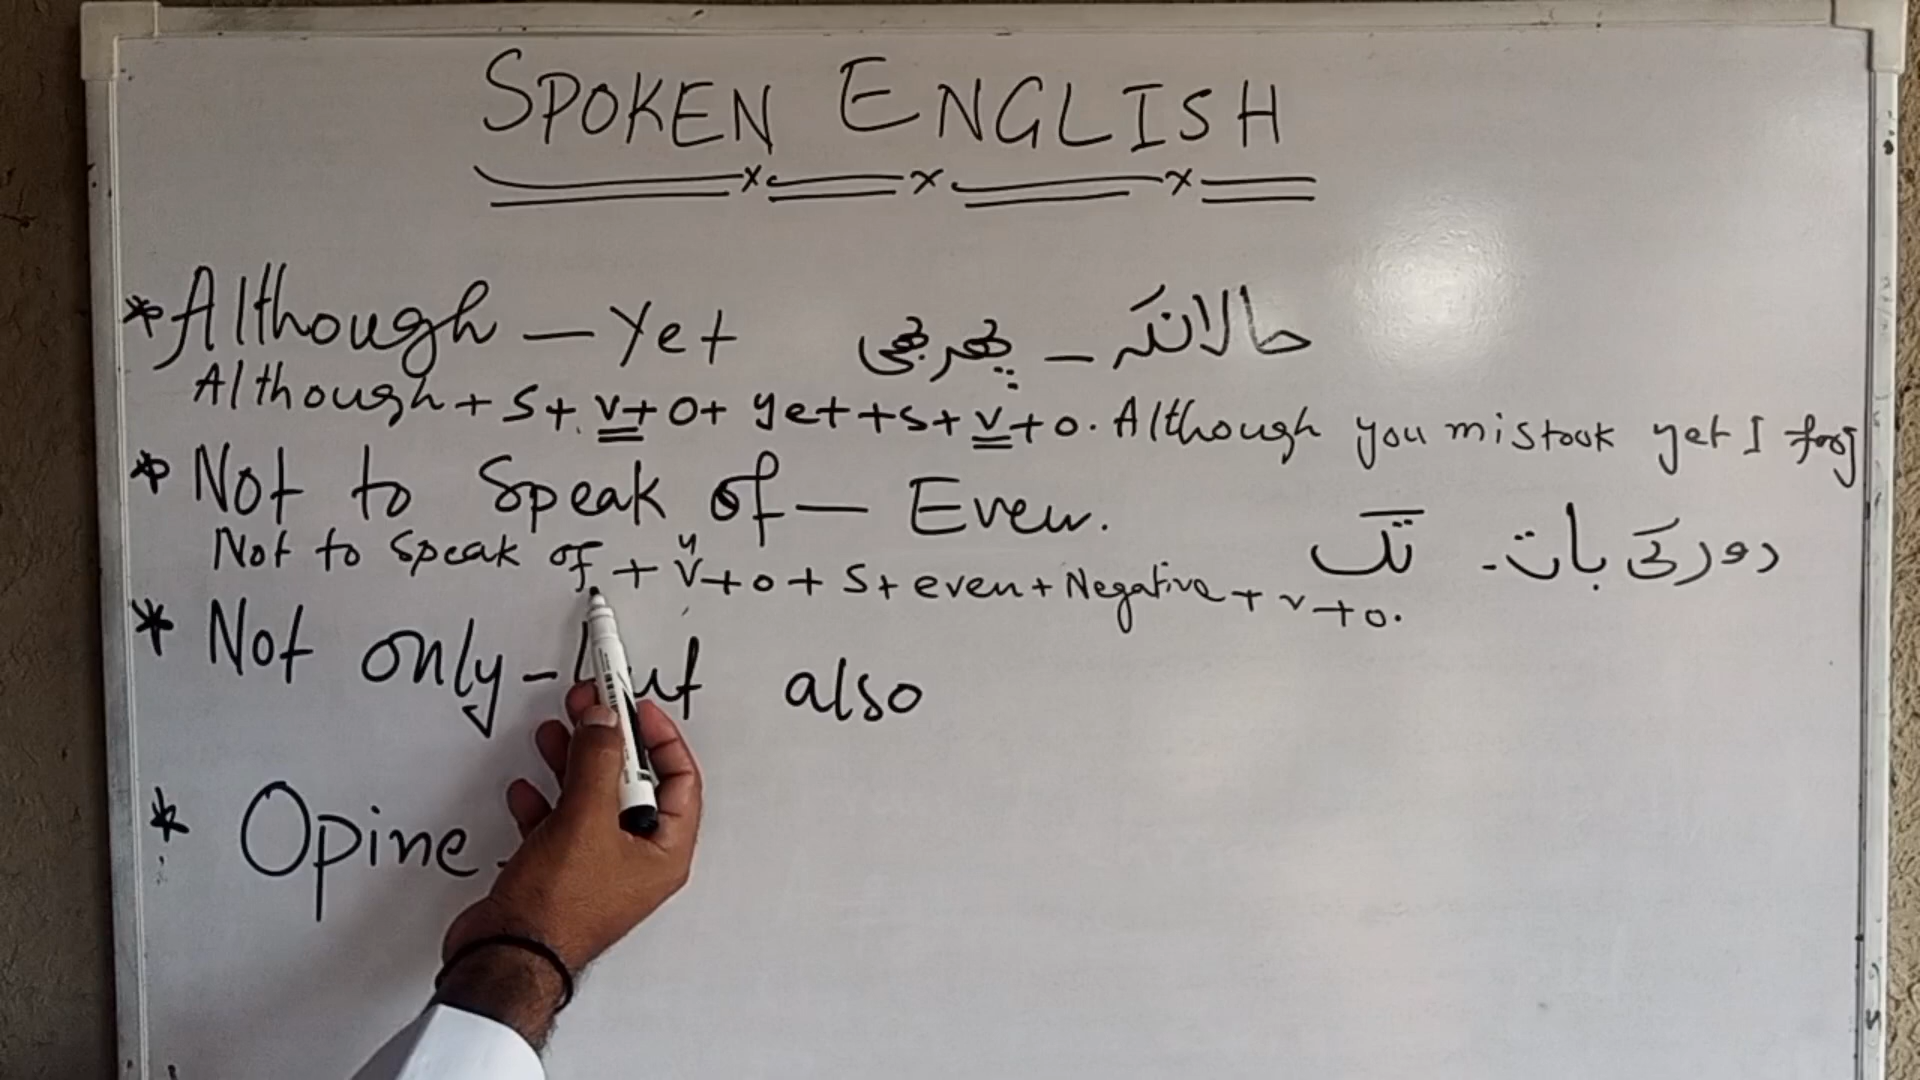 SPOKEN ENGLISH
* Although – Yet حالانکہ – پھر بھی
Although + S + V + O + yet + + S + V + O. Although you mistook yet I
* Not to Speak of – Even.
دور کی بات - تک
Not to speak of + V⁴ + O + S + even + Negative + V + O.
* Not only - but also
* Opine